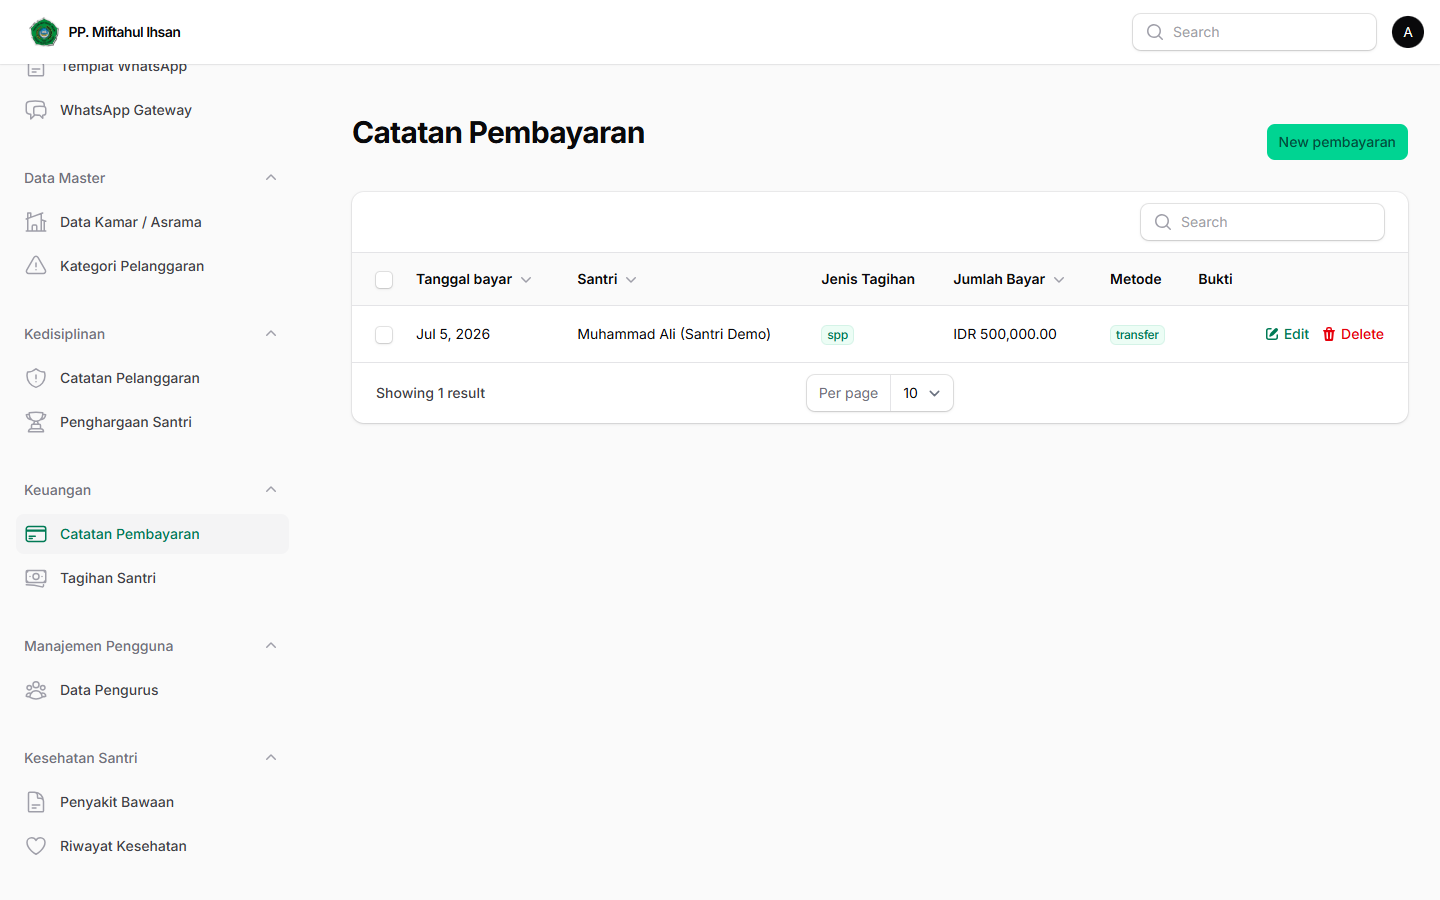 PP. Miftahul Ihsan
Search
A
Templat WhatsApp
WhatsApp Gateway
Data Master
Data Kamar / Asrama
Kategori Pelanggaran
Kedisiplinan
Catatan Pelanggaran
Penghargaan Santri
Keuangan
Catatan Pembayaran
Tagihan Santri
Manajemen Pengguna
Data Pengurus
Kesehatan Santri
Penyakit Bawaan
Riwayat Kesehatan
Catatan Pembayaran
New pembayaran
Search
Tanggal bayar Santri Jenis Tagihan Jumlah Bayar Metode Bukti
Jul 5, 2026 Muhammad Ali (Santri Demo) spp IDR 500,000.00 transfer Edit Delete
Showing 1 result Per page 10